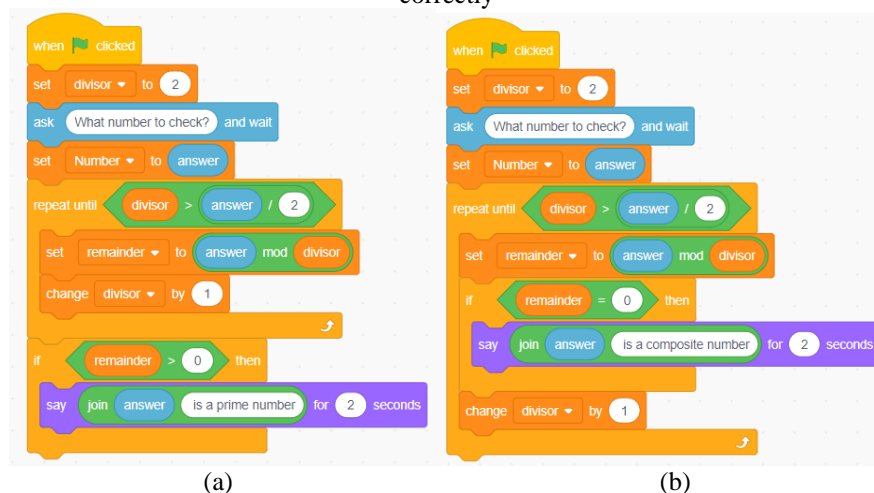 correctly
when clicked
set divisor to 2
ask What number to check? and wait
set Number to answer
repeat until divisor > answer / 2
set remainder to answer mod divisor
change divisor by 1
if remainder > 0 then
say join answer is a prime number for 2 seconds
(a)
when clicked
set divisor to 2
ask What number to check? and wait
set Number to answer
repeat until divisor > answer / 2
set remainder to answer mod divisor
if remainder = 0 then
say join answer is a composite number for 2 seconds
change divisor by 1
(b)